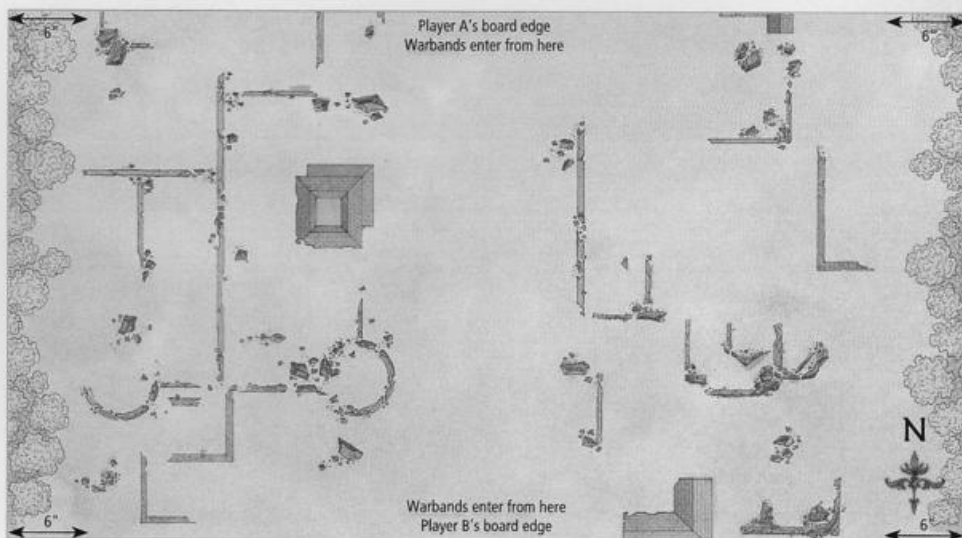 6"
Player A's board edge
Warbands enter from here
6"
N
Warbands enter from here
Player B's board edge
6"
6"